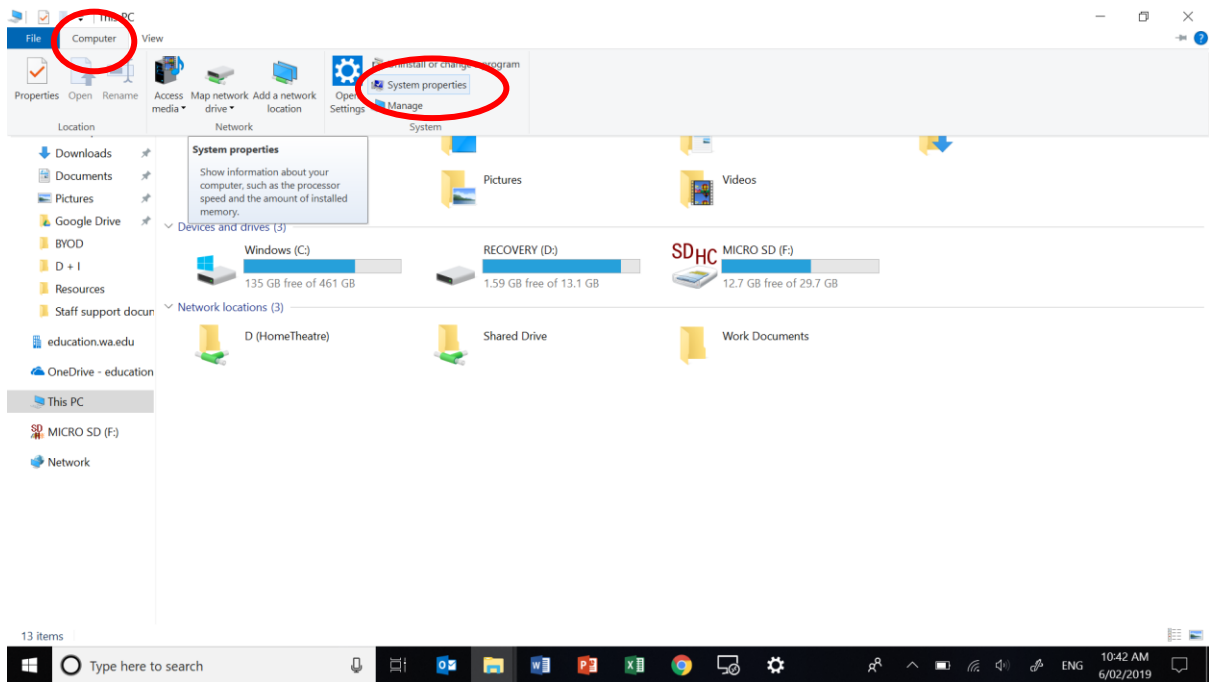 This PC
File Computer View
Uninstall or change a program
System properties
Manage
Properties Open Rename
Access media
Map network drive
Add a network location
Open Settings
Location Network System
System properties
Show information about your
computer, such as the processor
speed and the amount of installed
memory.
Downloads
Documents
Pictures
Google Drive
BYOD
D + I
Resources
Staff support docun
education.wa.edu
OneDrive - education
This PC
MICRO SD (F:)
Network
Pictures
Videos
Devices and drives (3)
Windows (C:)
135 GB free of 461 GB
RECOVERY (D:)
1.59 GB free of 13.1 GB
SDHC
MICRO SD (F:)
12.7 GB free of 29.7 GB
Network locations (3)
D (HomeTheatre)
Shared Drive
Work Documents
13 items
Type here to search
ENG
10:42 AM
6/02/2019